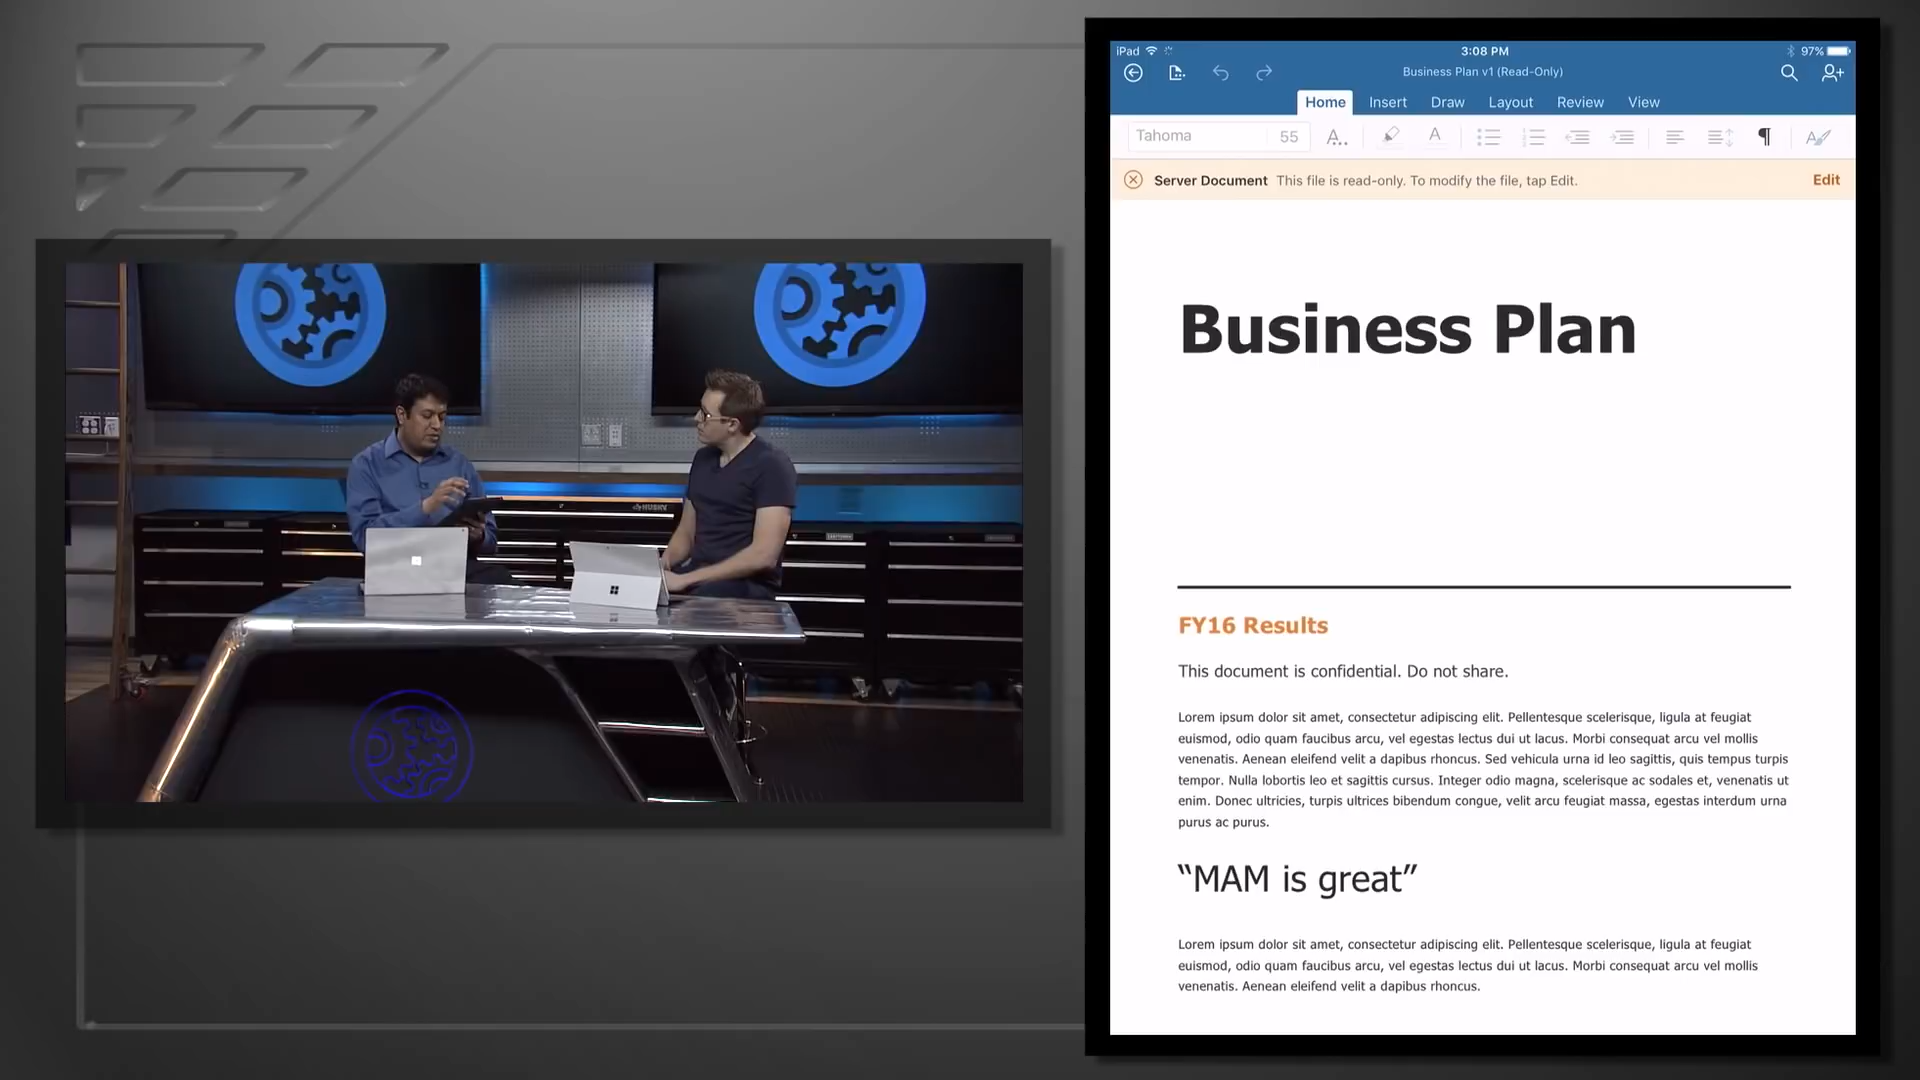 iPad
3:08 PM
97%
Business Plan v1 (Read-Only)
Home Insert Draw Layout Review View
Tahoma 55
Server Document This file is read-only. To modify the file, tap Edit. Edit
Business Plan
FY16 Results
This document is confidential. Do not share.
Lorem ipsum dolor sit amet, consectetur adipiscing elit. Pellentesque scelerisque, ligula at feugiat
euismod, odio quam faucibus arcu, vel egestas lectus dui ut lacus. Morbi consequat arcu vel mollis
venenatis. Aenean eleifend velit a dapibus rhoncus. Sed vehicula urna id leo sagittis, quis tempus turpis
tempor. Nulla lobortis leo et sagittis cursus. Integer odio magna, scelerisque ac sodales et, venenatis ut
enim. Donec ultricies, turpis ultrices bibendum congue, velit arcu feugiat massa, egestas interdum urna
purus ac purus.
“MAM is great”
Lorem ipsum dolor sit amet, consectetur adipiscing elit. Pellentesque scelerisque, ligula at feugiat
euismod, odio quam faucibus arcu, vel egestas lectus dui ut lacus. Morbi consequat arcu vel mollis
venenatis. Aenean eleifend velit a dapibus rhoncus.
HUSKY